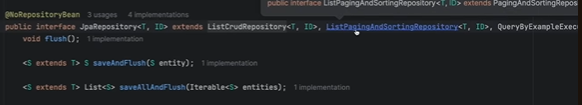 public interface ListPagingAndSortingRepository<T, ID> extends PagingAndSortingRepos
@NoRepositoryBean 3 usages 4 implementations
public interface JpaRepository<T, ID> extends ListCrudRepository<T, ID>, ListPagingAndSortingRepository<T, ID>, QueryByExampleExec
void flush(); 1 implementation
<S extends T> S saveAndFlush(S entity); 1 implementation
<S extends T> List<S> saveAllAndFlush(Iterable<S> entities); 1 implementation